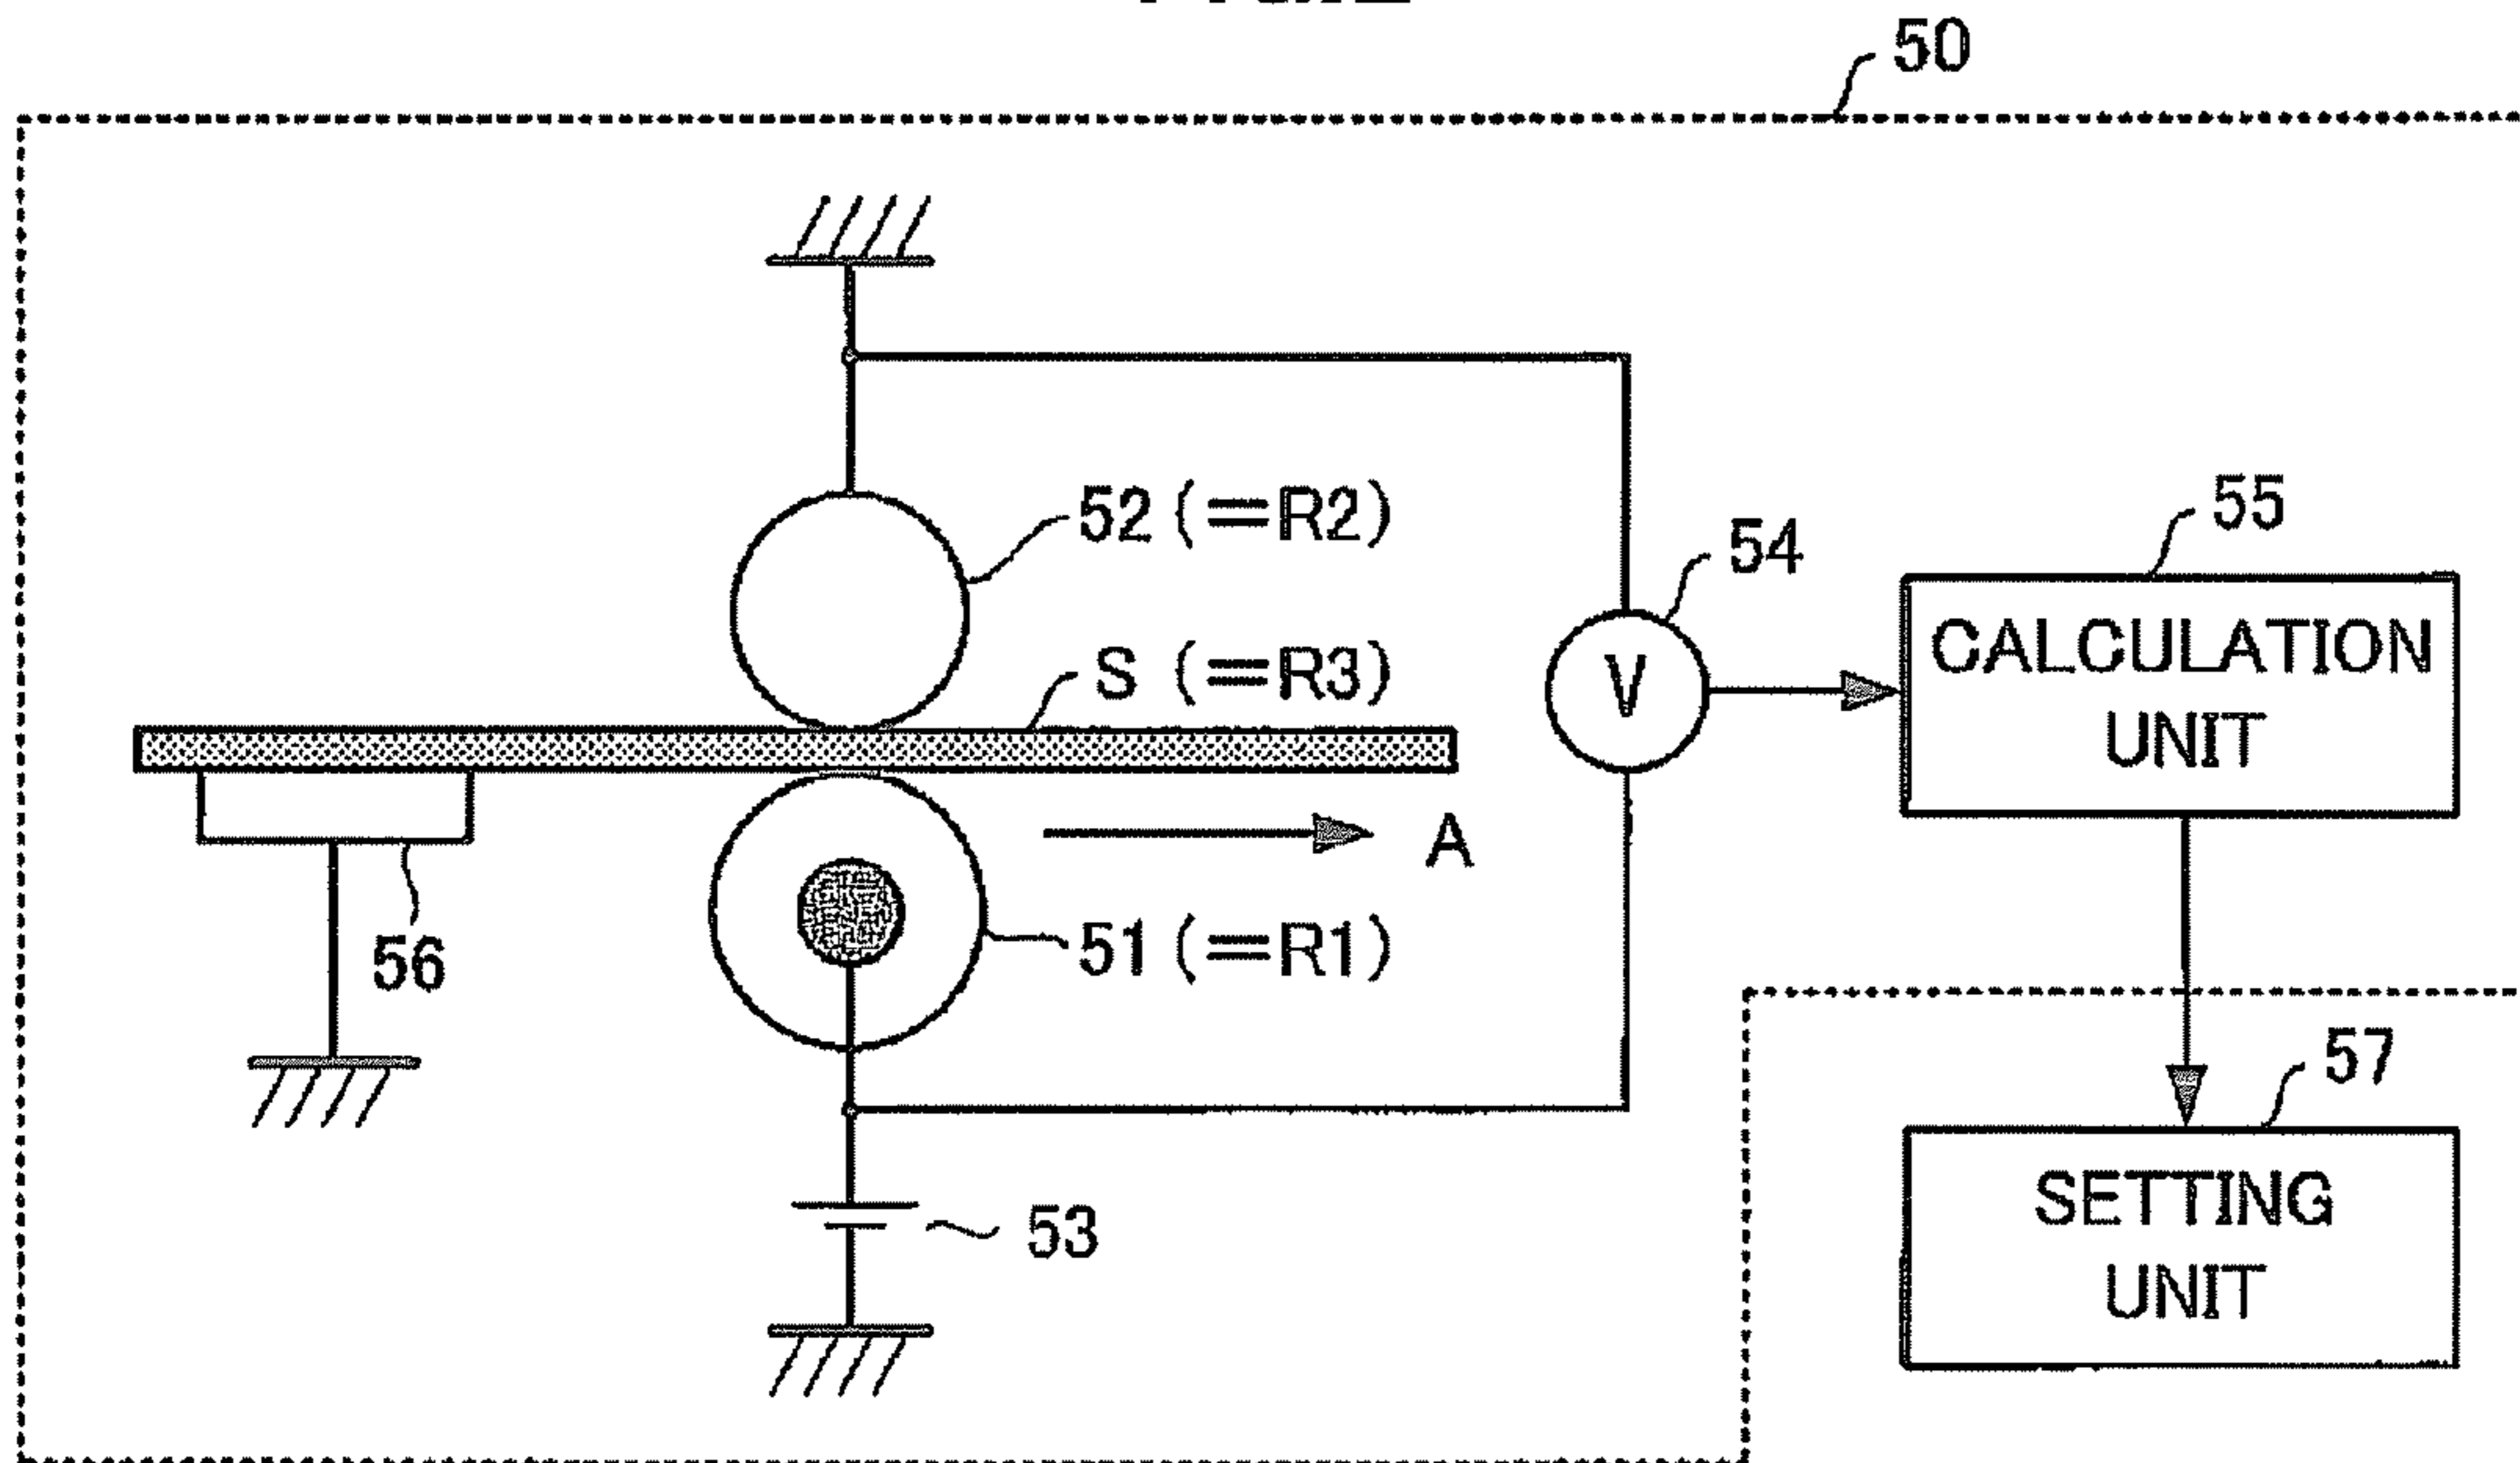 50
52 (=R2)
55
54
S (=R3)
V
CALCULATION
UNIT
A
56
51 (=R1)
57
53
SETTING
UNIT